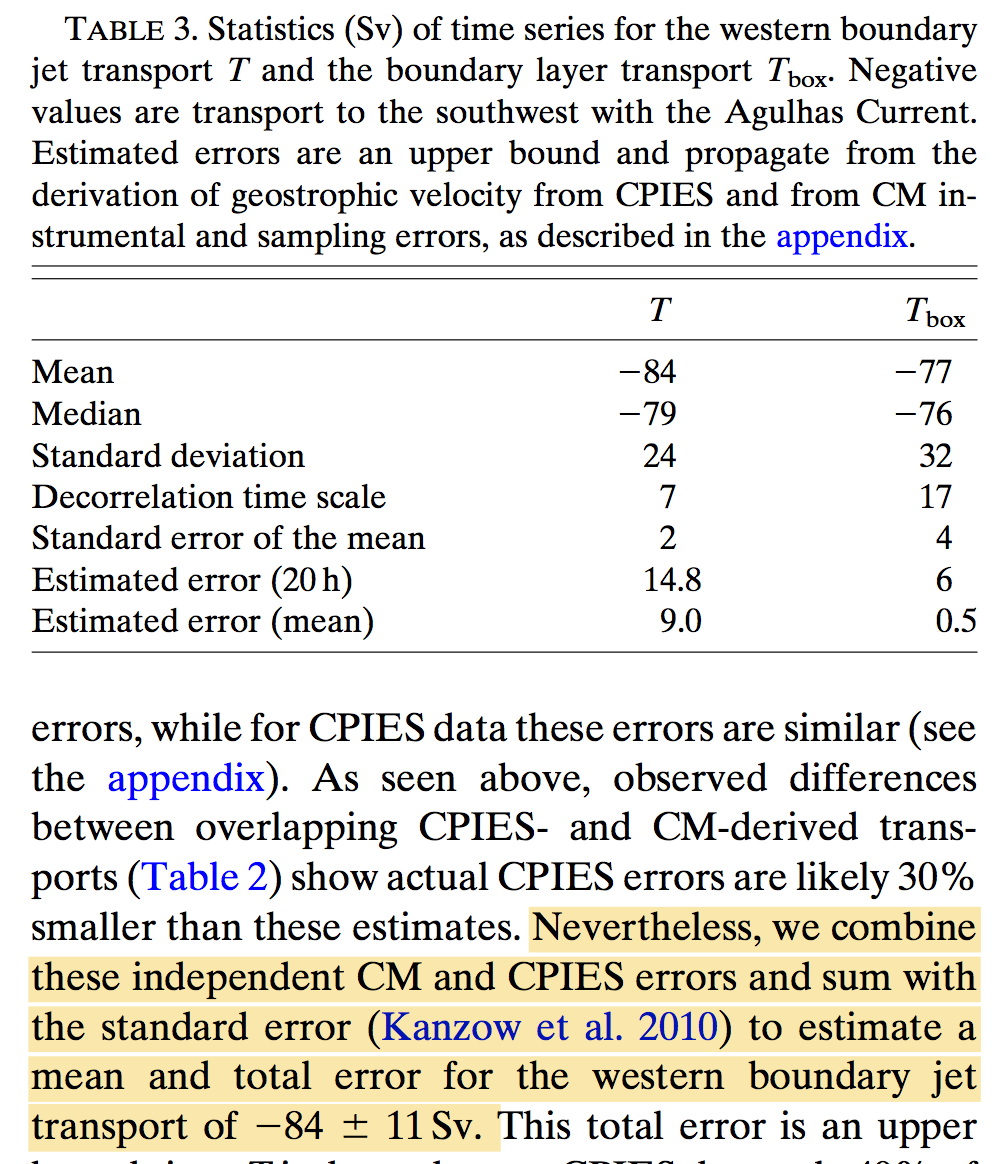 TABLE 3. Statistics (Sv) of time series for the western boundary
jet transport T and the boundary layer transport Tbox. Negative
values are transport to the southwest with the Agulhas Current.
Estimated errors are an upper bound and propagate from the
derivation of geostrophic velocity from CPIES and from CM in-
strumental and sampling errors, as described in the appendix.
T Tbox
Mean −84 −77
Median −79 −76
Standard deviation 24 32
Decorrelation time scale 7 17
Standard error of the mean 2 4
Estimated error (20 h) 14.8 6
Estimated error (mean) 9.0 0.5
errors, while for CPIES data these errors are similar (see
the appendix). As seen above, observed differences
between overlapping CPIES- and CM-derived trans-
ports (Table 2) show actual CPIES errors are likely 30%
smaller than these estimates. Nevertheless, we combine
these independent CM and CPIES errors and sum with
the standard error (Kanzow et al. 2010) to estimate a
mean and total error for the western boundary jet
transport of −84 ± 11 Sv. This total error is an upper